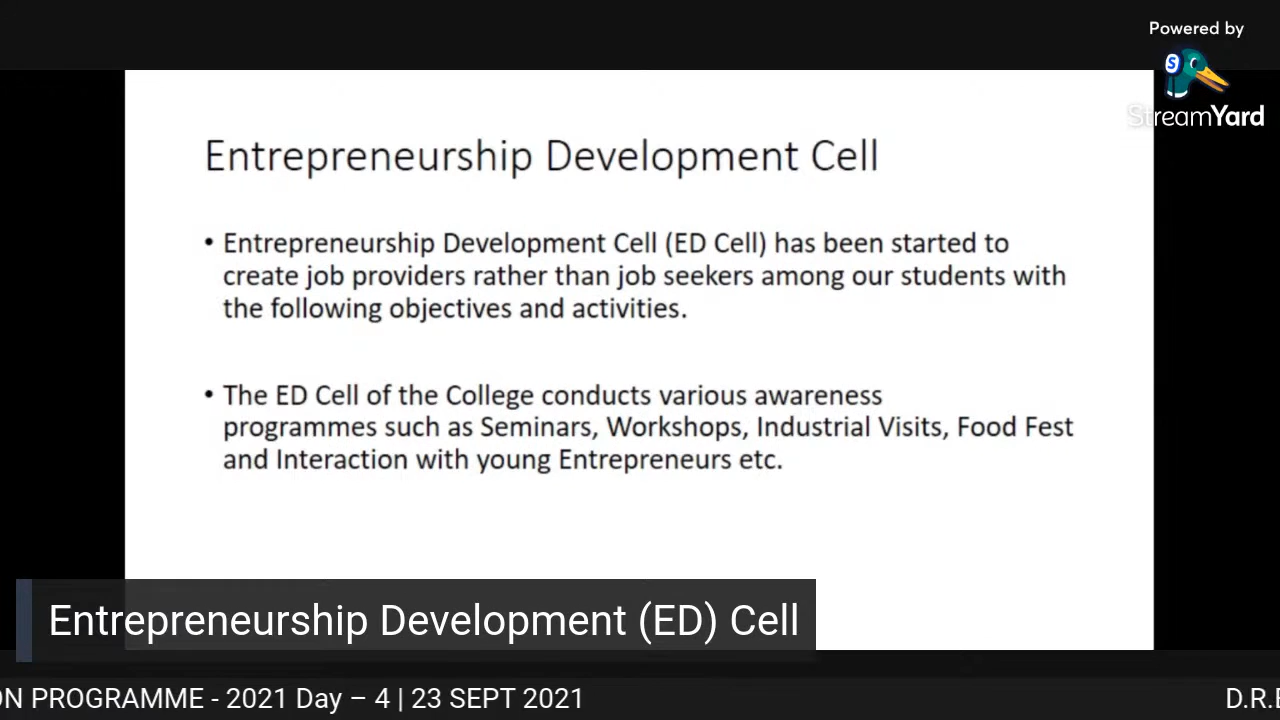 Powered by
StreamYard
Entrepreneurship Development Cell
• Entrepreneurship Development Cell (ED Cell) has been started to
create job providers rather than job seekers among our students with
the following objectives and activities.
• The ED Cell of the College conducts various awareness
programmes such as Seminars, Workshops, Industrial Visits, Food Fest
and Interaction with young Entrepreneurs etc.
Entrepreneurship Development (ED) Cell
ON PROGRAMME - 2021 Day – 4 | 23 SEPT 2021 D.R.